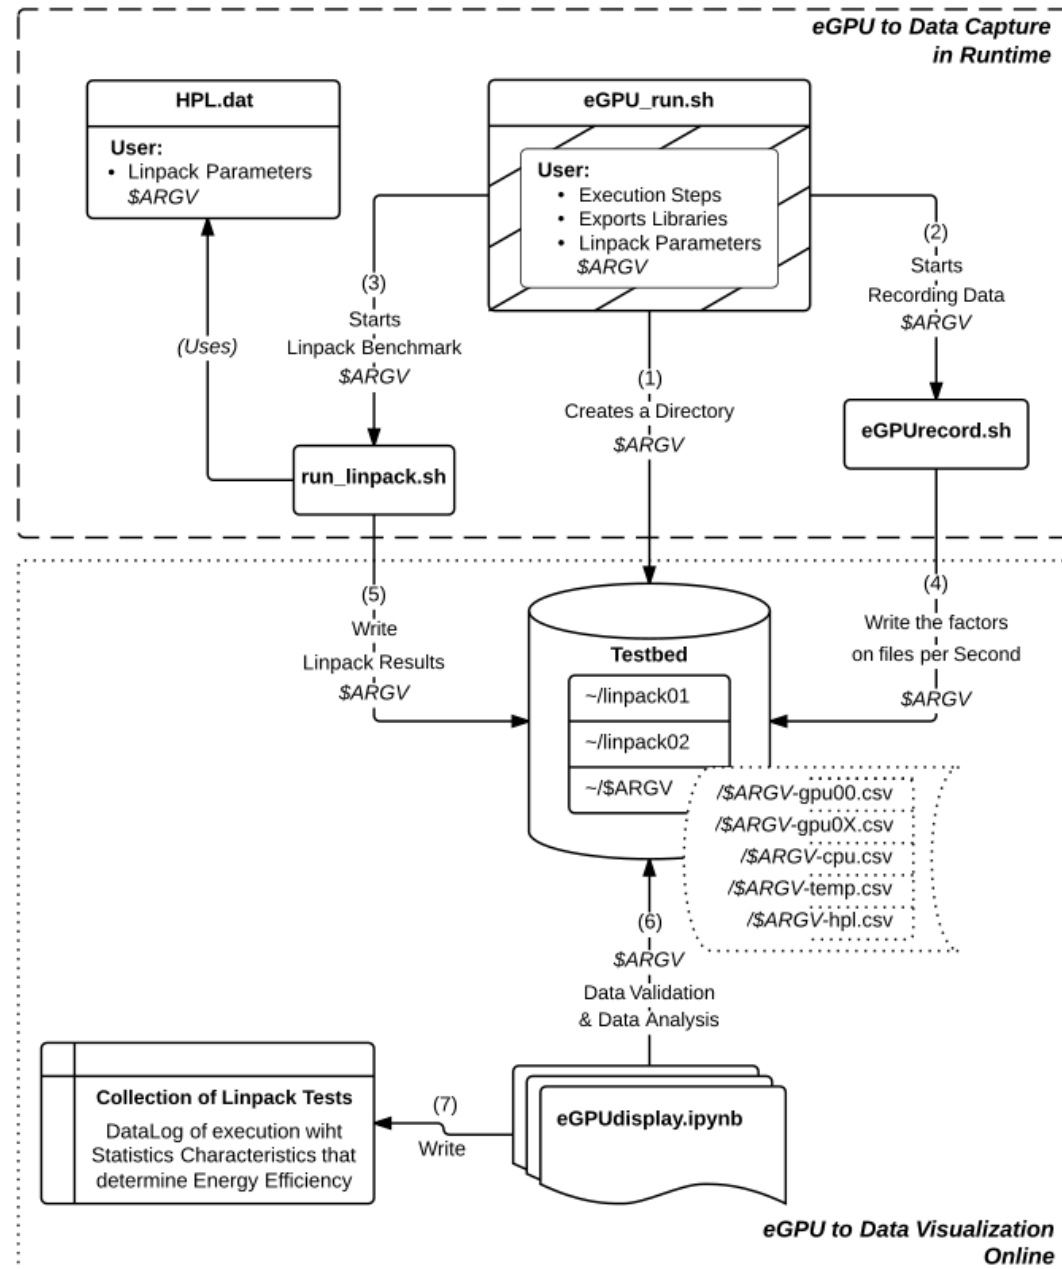 eGPU to Data Capture
in Runtime
HPL.dat
User:
• Linpack Parameters
$ARGV
eGPU_run.sh
User:
• Execution Steps
• Exports Libraries
• Linpack Parameters
$ARGV
(Uses)
(3)
Starts
Linpack Benchmark
$ARGV
(1)
Creates a Directory
$ARGV
(2)
Starts
Recording Data
$ARGV
run_linpack.sh
eGPUrecord.sh
(5)
Write
Linpack Results
$ARGV
(4)
Write the factors
on files per Second
$ARGV
Testbed
~/linpack01
~/linpack02
~/$ARGV
/$ARGV-gpu00.csv
/$ARGV-gpu0X.csv
/$ARGV-cpu.csv
/$ARGV-temp.csv
/$ARGV-hpl.csv
(6)
$ARGV
Data Validation
& Data Analysis
Collection of Linpack Tests
DataLog of execution wiht
Statistics Characteristics that
determine Energy Efficiency
(7)
Write
eGPUdisplay.ipynb
eGPU to Data Visualization
Online